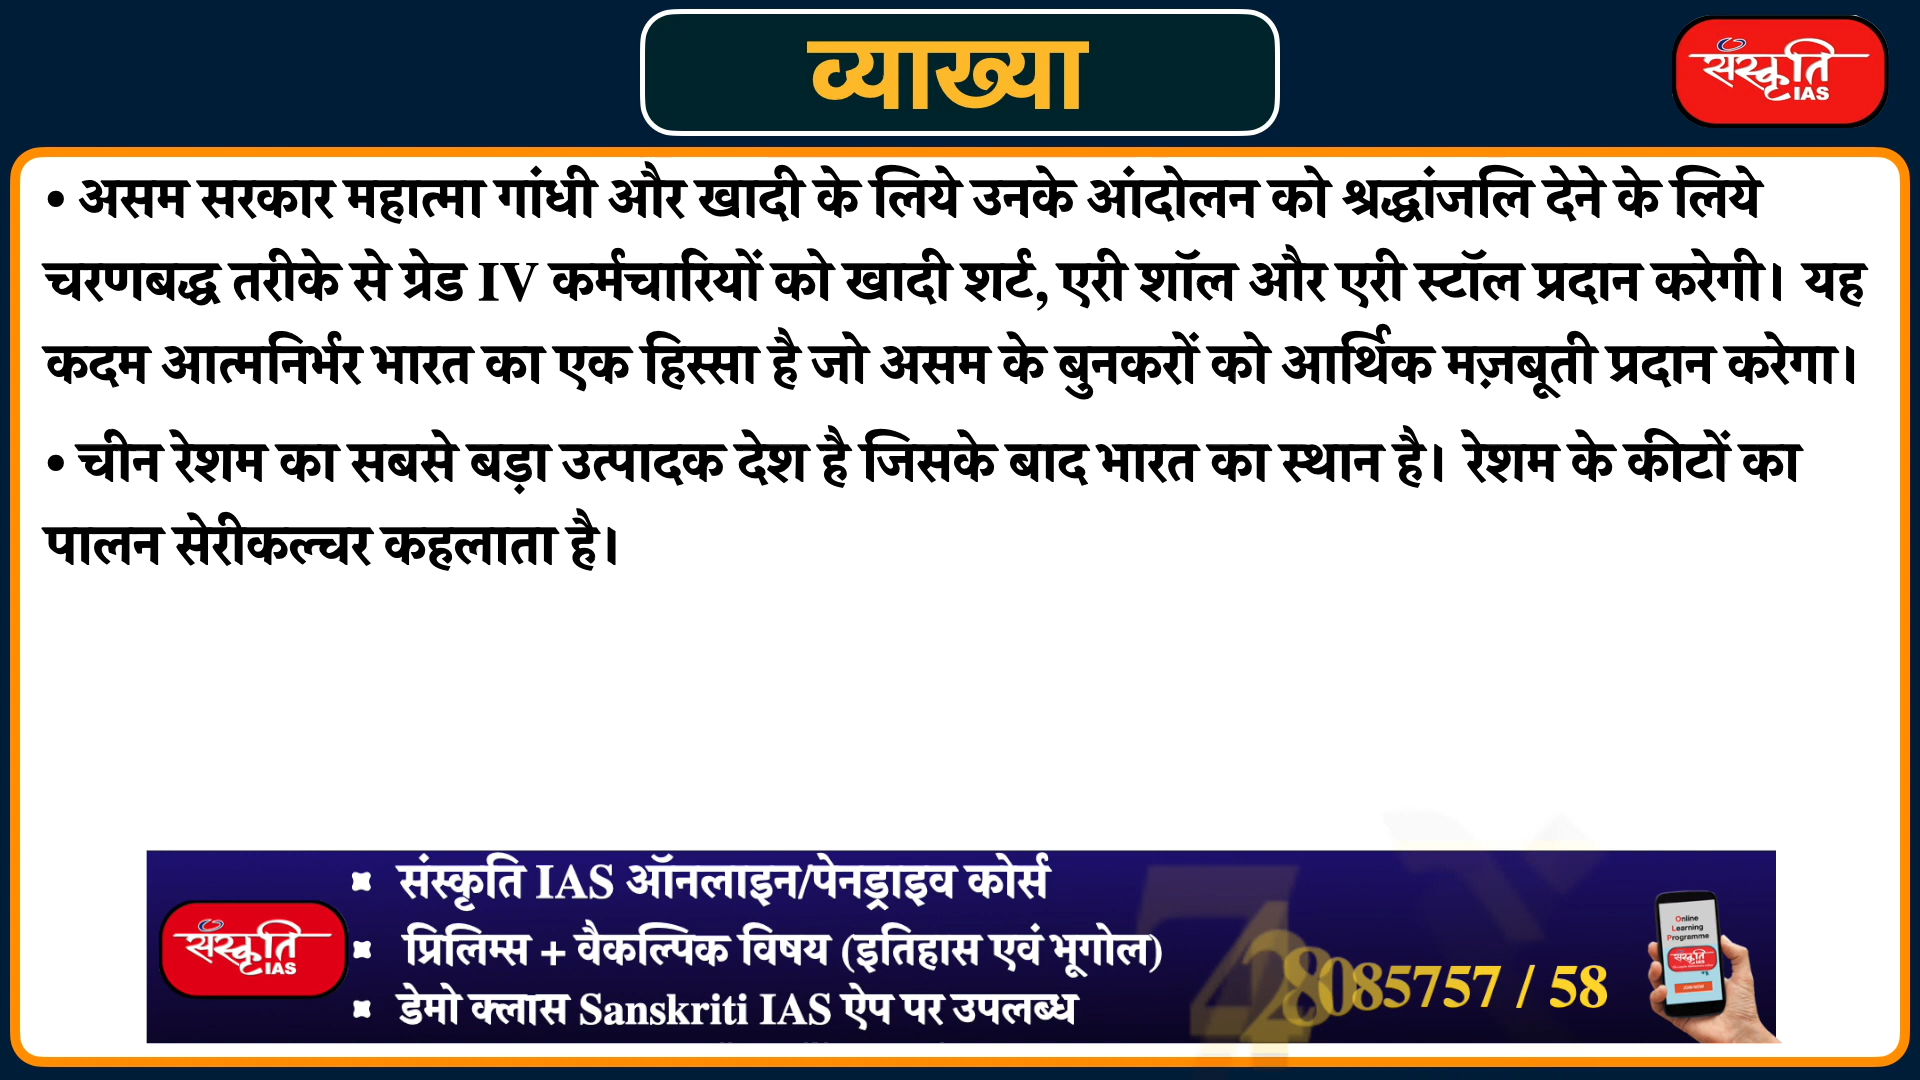 व्याख्या
संस्कृति
IAS
• असम सरकार महात्मा गांधी और खादी के लिये उनके आंदोलन को श्रद्धांजलि देने के लिये
चरणबद्ध तरीके से ग्रेड IV कर्मचारियों को खादी शर्ट, एरी शॉल और एरी स्टॉल प्रदान करेगी। यह
कदम आत्मनिर्भर भारत का एक हिस्सा है जो असम के बुनकरों को आर्थिक मज़बूती प्रदान करेगा।
• चीन रेशम का सबसे बड़ा उत्पादक देश है जिसके बाद भारत का स्थान है। रेशम के कीटों का
पालन सेरीकल्चर कहलाता है।
संस्कृति IAS ऑनलाइन/पेनड्राइव कोर्स
प्रिलिम्स + वैकल्पिक विषय (इतिहास एवं भूगोल)
डेमो क्लास Sanskriti IAS ऐप पर उपलब्ध
संस्कृति
IAS
85757 / 58
Online
Learning
Programme
संस्कृति